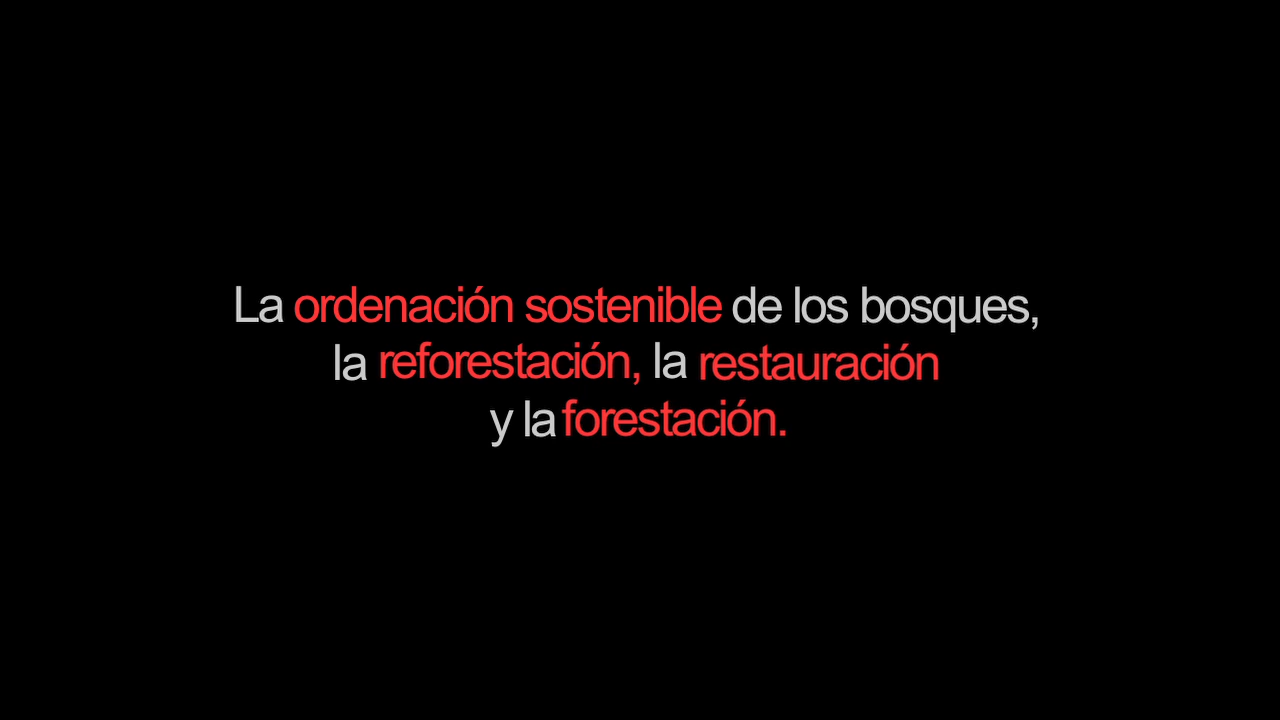 La ordenación sostenible de los bosques,
la reforestación, la restauración
y la forestación.